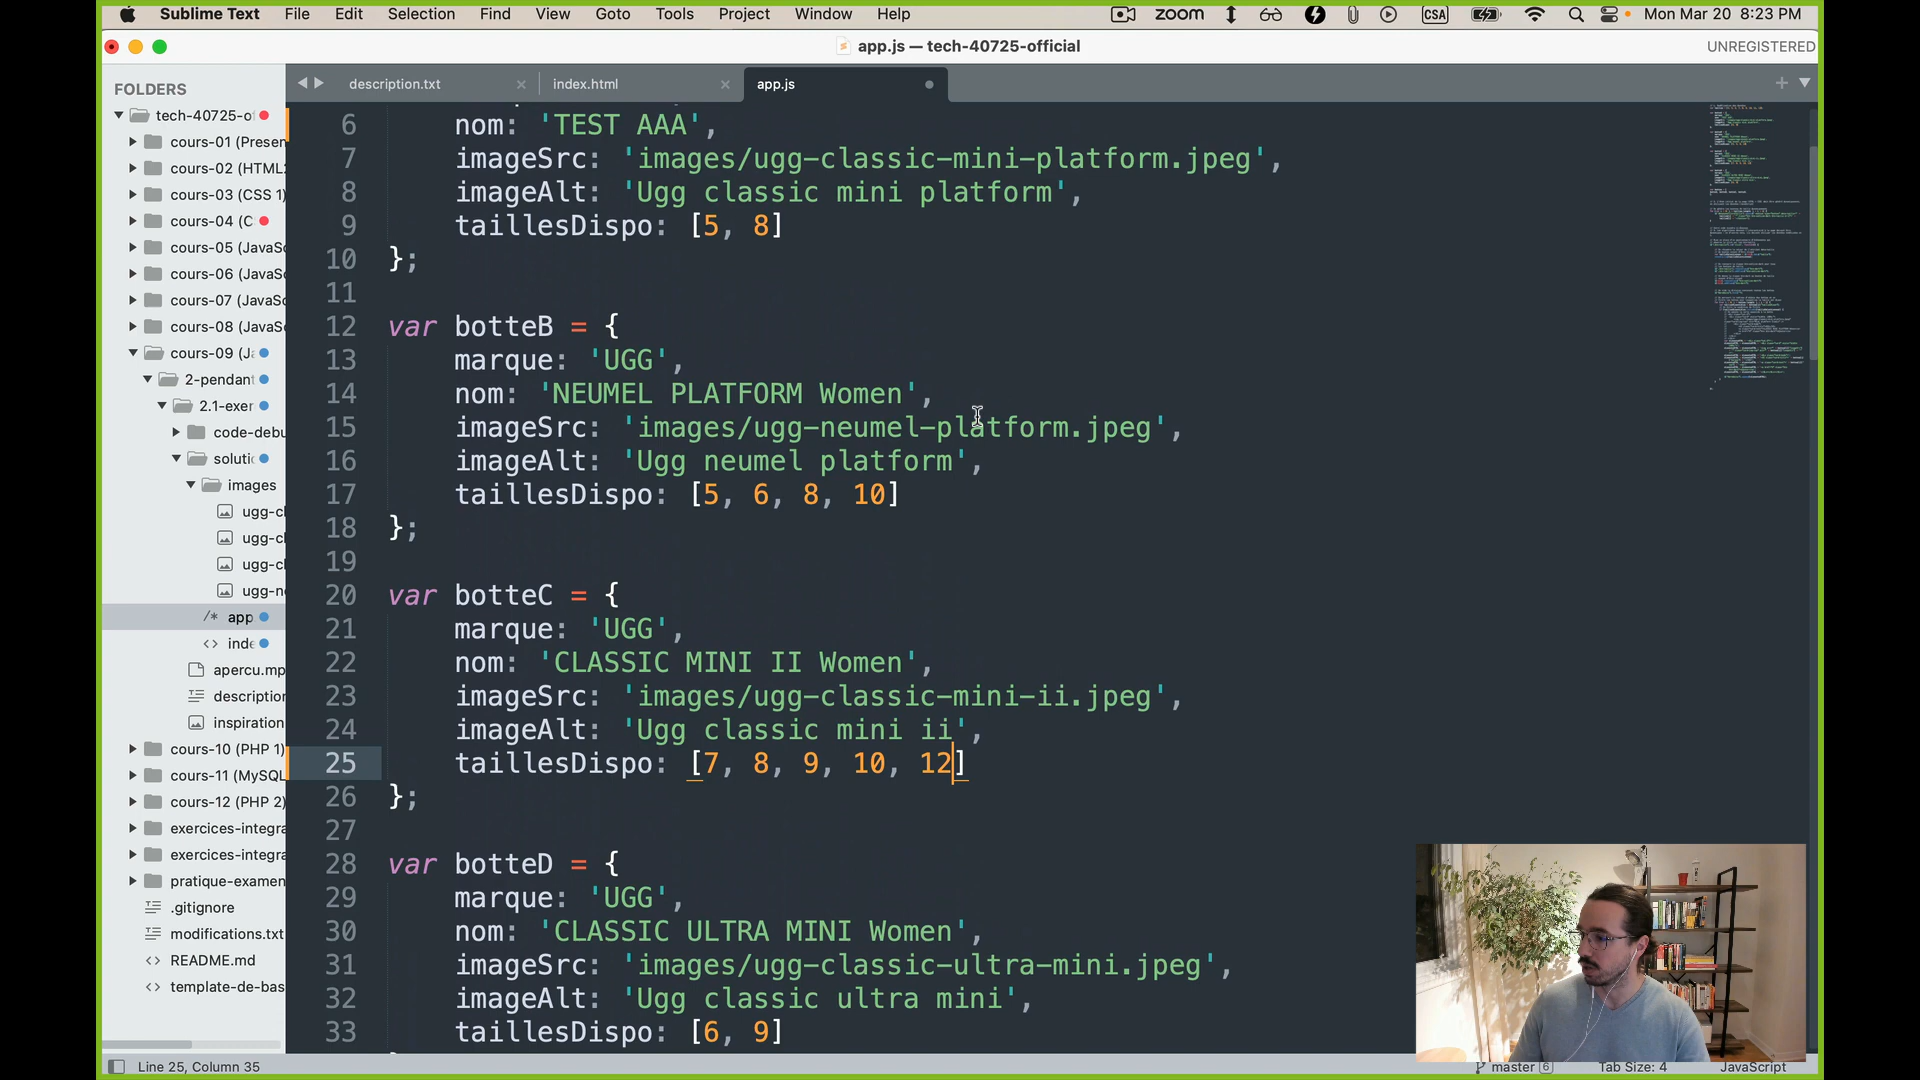 Sublime Text File Edit Selection Find View Goto Tools Project Window Help zoom CSA Mon Mar 20 8:23 PM
app.js — tech-40725-official UNREGISTERED
FOLDERS
tech-40725-o
cours-01 (Presen
cours-02 (HTML
cours-03 (CSS 1)
cours-04 (C
cours-05 (JavaSc
cours-06 (JavaSc
cours-07 (JavaSc
cours-08 (JavaSc
cours-09 (Ja
2-pendant
2.1-exer
code-debu
soluti
images
ugg-cl
ugg-cl
ugg-cl
ugg-ne
/* app
<> inde
apercu.mp
description
inspiration
cours-10 (PHP 1)
cours-11 (MySQL
cours-12 (PHP 2)
exercices-integra
exercices-integra
pratique-examen
.gitignore
modifications.txt
<> README.md
<> template-de-bas
description.txt × index.html × app.js
6 nom: 'TEST AAA',
7 imageSrc: 'images/ugg-classic-mini-platform.jpeg',
8 imageAlt: 'Ugg classic mini platform',
9 taillesDispo: [5, 8]
10 };
11
12 var botteB = {
13 marque: 'UGG',
14 nom: 'NEUMEL PLATFORM Women',
15 imageSrc: 'images/ugg-neumel-platform.jpeg',
16 imageAlt: 'Ugg neumel platform',
17 taillesDispo: [5, 6, 8, 10]
18 };
19
20 var botteC = {
21 marque: 'UGG',
22 nom: 'CLASSIC MINI II Women',
23 imageSrc: 'images/ugg-classic-mini-ii.jpeg',
24 imageAlt: 'Ugg classic mini ii',
25 taillesDispo: [7, 8, 9, 10, 12]
26 };
27
28 var botteD = {
29 marque: 'UGG',
30 nom: 'CLASSIC ULTRA MINI Women',
31 imageSrc: 'images/ugg-classic-ultra-mini.jpeg',
32 imageAlt: 'Ugg classic ultra mini',
33 taillesDispo: [6, 9]
Line 25, Column 35 master 6 Tab Size: 4 JavaScript